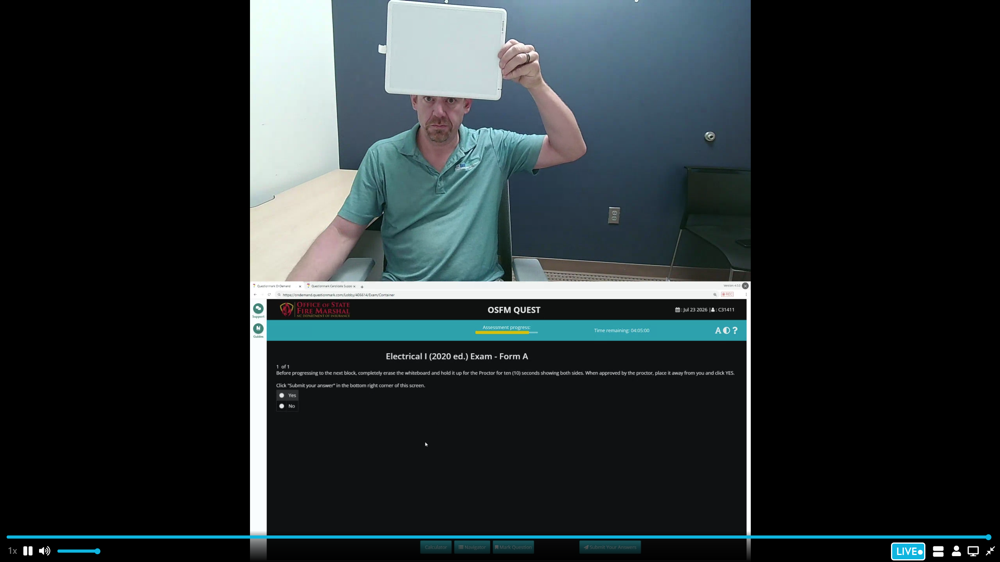 Questionmark OnDemand
Questionmark Candidate Suppo
Version: 4.0.0
https://ondemand.questionmark.com/Lobby/406614/Exam/Container
REC
Support
Guides
OFFICE OF STATE
FIRE MARSHAL
NC DEPARTMENT OF INSURANCE
OSFM QUEST
: Jul 23 2026 | : C31411
Assessment progress:
Time remaining: 04:05:00
A
?
Electrical I (2020 ed.) Exam - Form A
1 of 1
Before progressing to the next block, completely erase the whiteboard and hold it up for the Proctor for ten (10) seconds showing both sides. When approved by the proctor, place it away from you and click YES.
Click "Submit your answer" in the bottom right corner of this screen.
Yes
No
Calculator
Navigator
Mark Question
Submit Your Answers
1x
LIVE